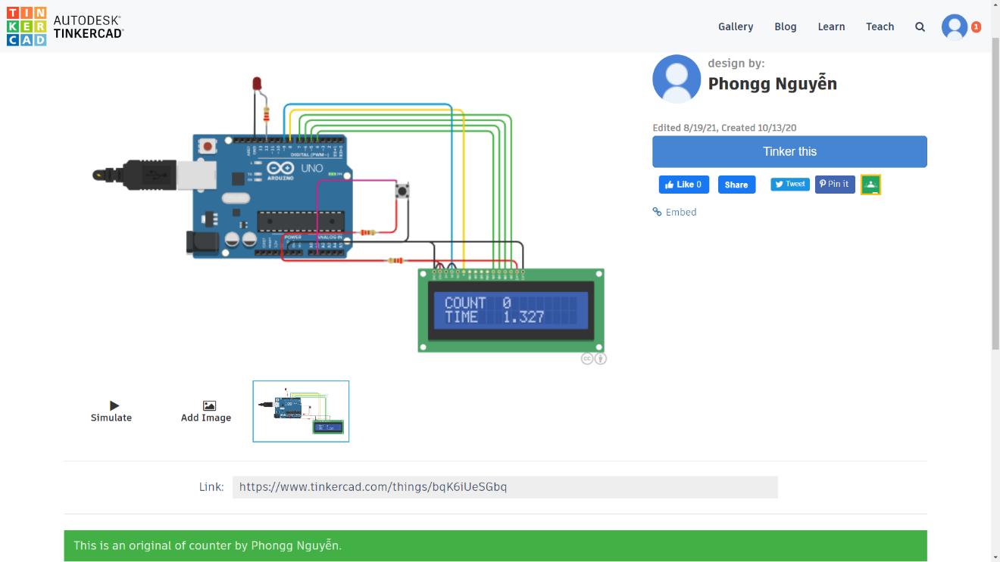 TINKERCAD
AUTODESK®
TINKERCAD®
Gallery
Blog
Learn
Teach
1
design by:
Phongg Nguyễn
Edited 8/19/21, Created 10/13/20
Tinker this
Like 0
Share
Tweet
Pin it
Embed
DIGITAL (PWM~)
UNO
ARDUINO
POWER
ANALOG IN
COUNT 0
TIME 1.327
cc
Simulate
Add Image
Link:
https://www.tinkercad.com/things/bqK6iUeSGbq
This is an original of counter by Phongg Nguyễn.